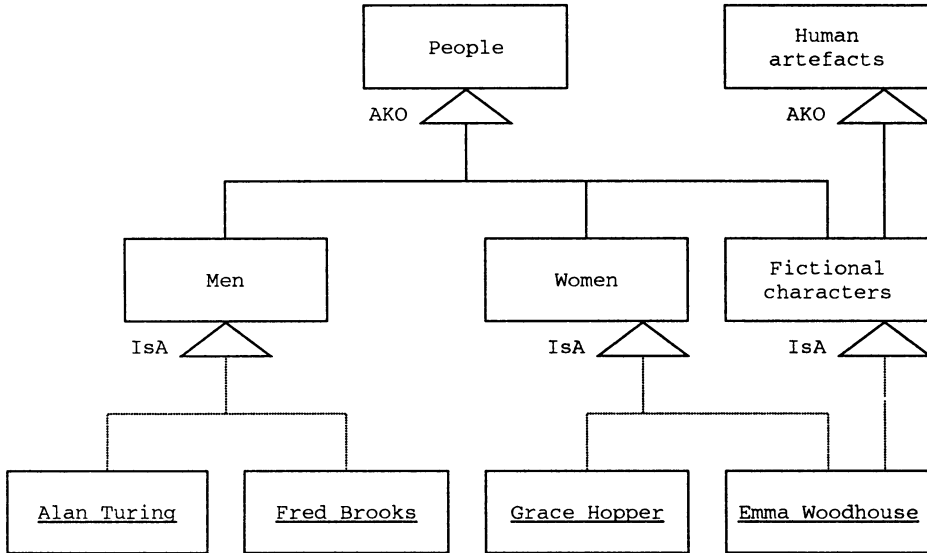 People
Human
artefacts
AKO
AKO
Men
Women
Fictional
characters
IsA
IsA
IsA
Alan Turing
Fred Brooks
Grace Hopper
Emma Woodhouse